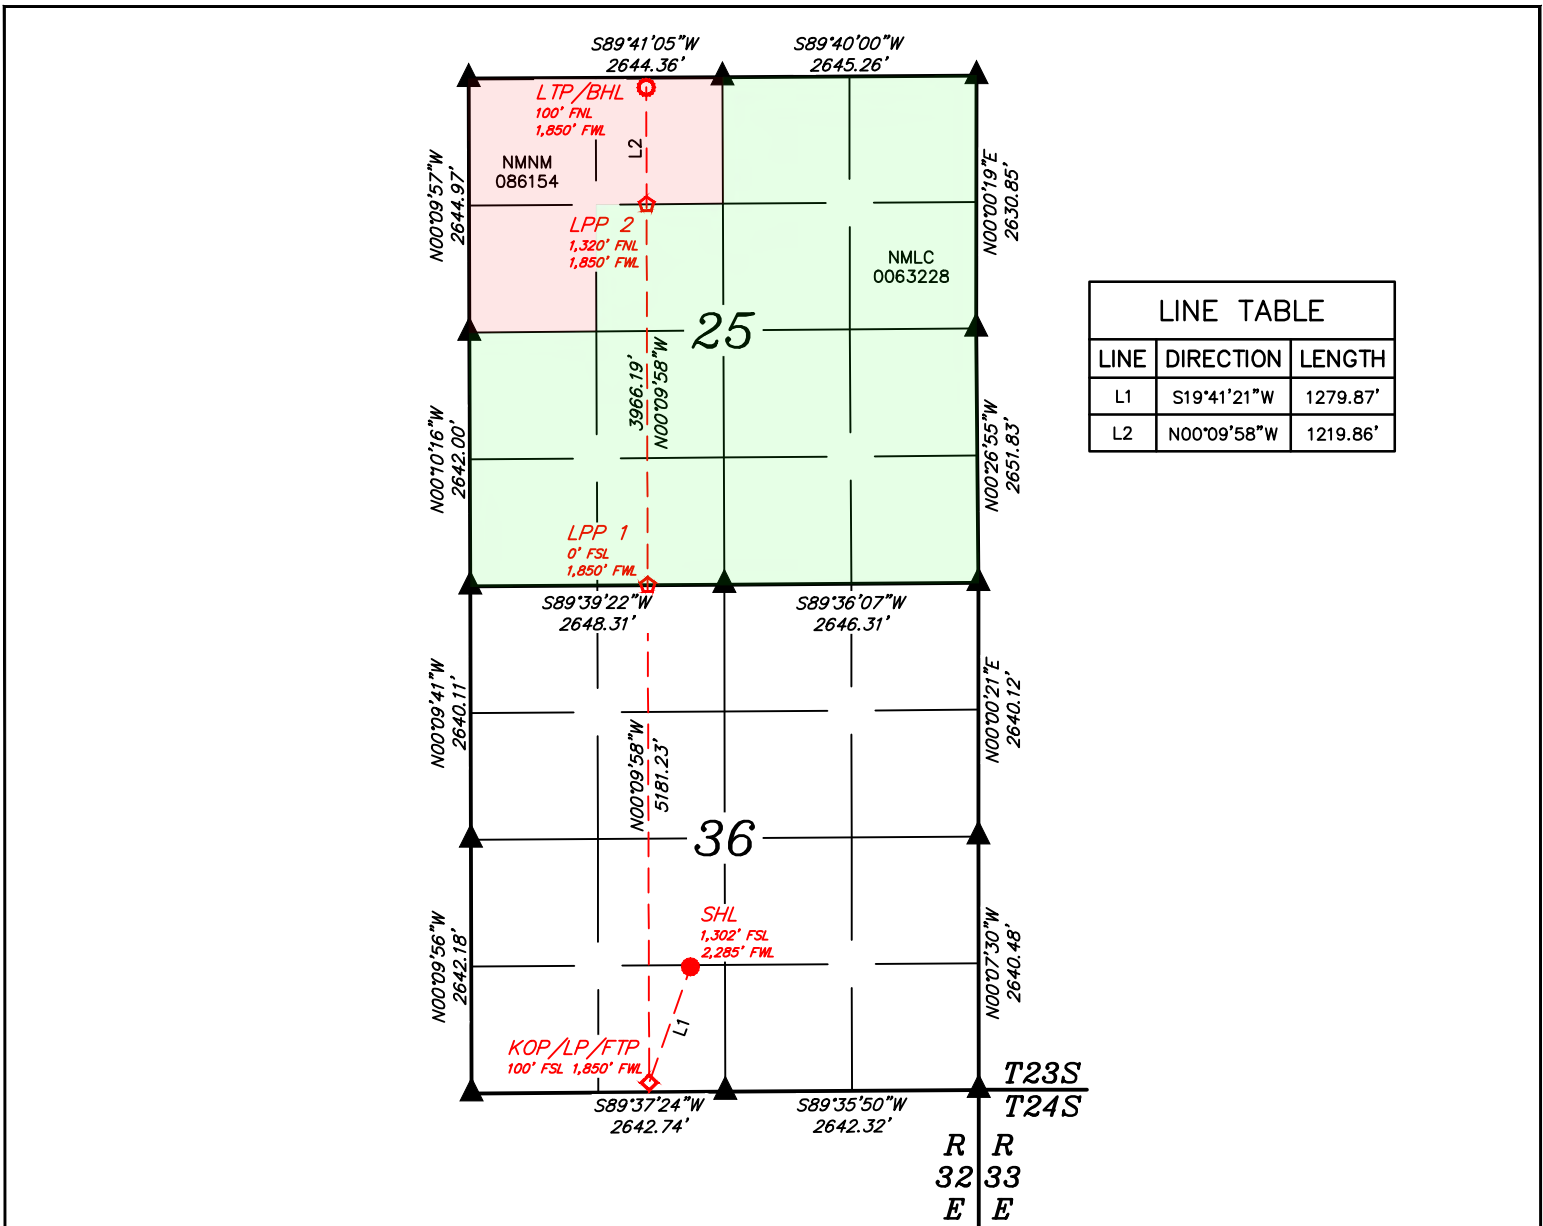 S89°41'05"W
2644.36'
S89°40'00"W
2645.26'
LTP/BHL
100' FNL
1,850' FWL
L2
NMNM
086154
N00°09'57"W
2644.97'
N00°00'19"E
2630.85'
LPP 2
1,320' FNL
1,850' FWL
NMLC
0063228
25
3966.19'
N00°09'58"W
N00°10'16"W
2642.00'
N00°26'55"W
2651.83'
LPP 1
0' FSL
1,850' FWL
S89°39'22"W
2648.31'
S89°36'07"W
2646.31'
LINE TABLE
LINE DIRECTION LENGTH
L1 S19°41'21"W 1279.87'
L2 N00°09'58"W 1219.86'
N00°09'41"W
2640.11'
N00°00'21"E
2640.12'
N00°09'58"W
5181.23'
36
SHL
1,302' FSL
2,285' FWL
N00°09'56"W
2642.18'
N00°07'30"W
2640.48'
L1
KOP/LP/FTP
100' FSL 1,850' FWL
S89°37'24"W
2642.74'
S89°35'50"W
2642.32'
T23S
T24S
R R
32 33
E E